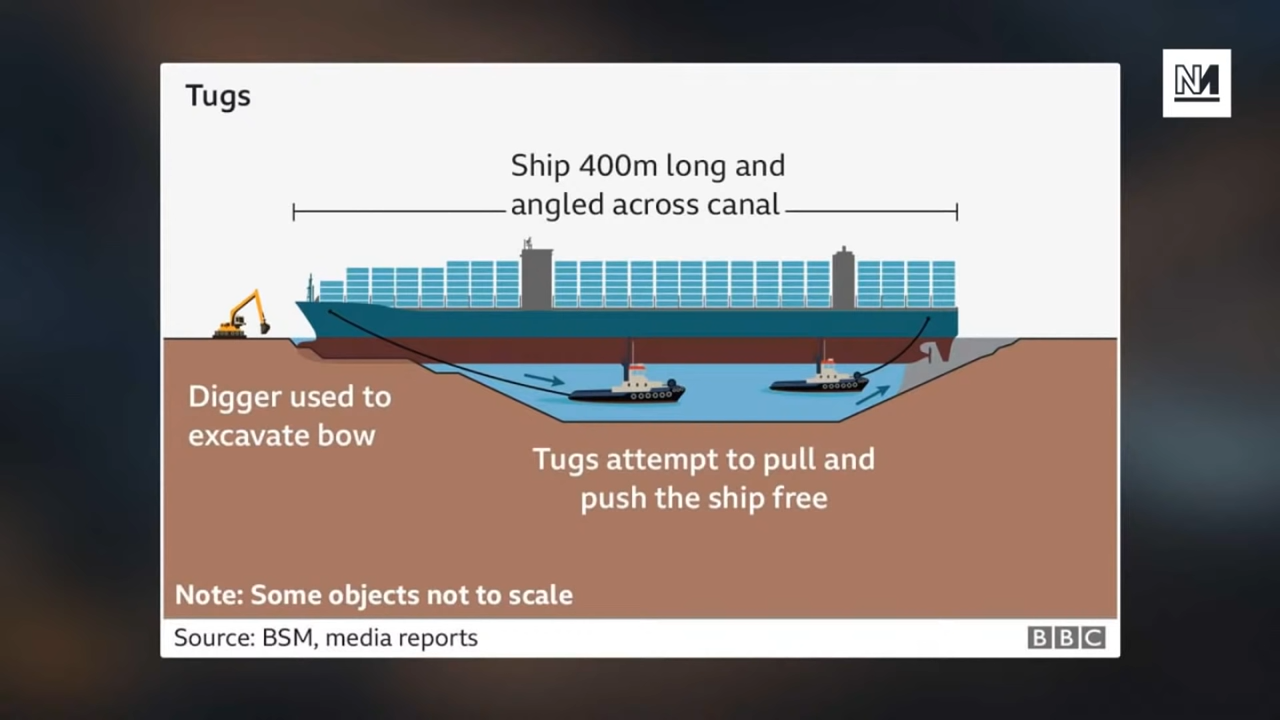 Tugs
Ship 400m long and
angled across canal
Digger used to
excavate bow
Tugs attempt to pull and
push the ship free
Note: Some objects not to scale
Source: BSM, media reports
BBC
NM